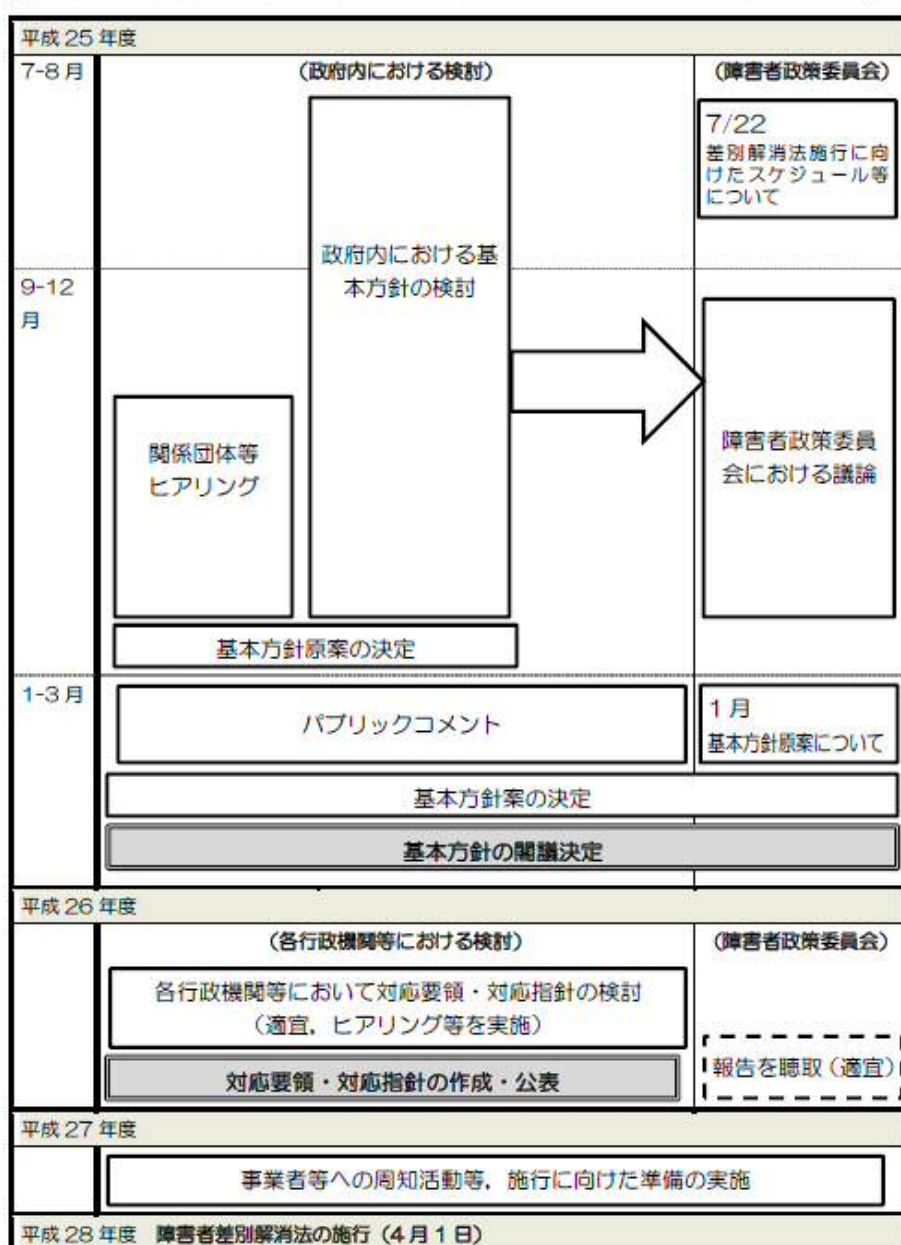 平成25年度
7-8月
(政府内における検討)
(障害者政策委員会)
7/22
差別解消法施行に向
けたスケジュール等
について
政府内における基
本方針の検討
9-12
月
関係団体等
ヒアリング
障害者政策委員
会における議論
基本方針原案の決定
1-3月
パブリックコメント
1月
基本方針原案について
基本方針案の決定
基本方針の閣議決定
平成26年度
(各行政機関等における検討)
(障害者政策委員会)
各行政機関等において対応要領・対応指針の検討
(適宜,ヒアリング等を実施)
報告を聴取(適宜)
対応要領・対応指針の作成・公表
平成27年度
事業者等への周知活動等,施行に向けた準備の実施
平成28年度 障害者差別解消法の施行(4月1日)